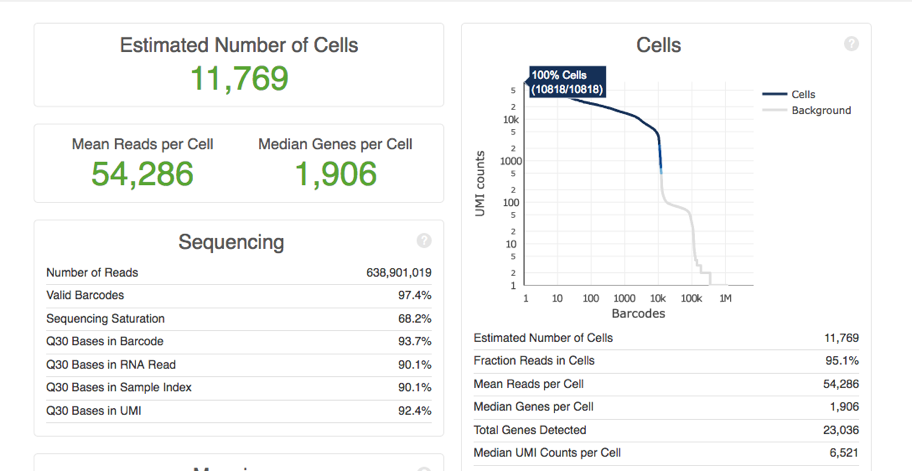 Estimated Number of Cells
11,769
Mean Reads per Cell
54,286
Median Genes per Cell
1,906
Sequencing
?
Number of Reads 638,901,019
Valid Barcodes 97.4%
Sequencing Saturation 68.2%
Q30 Bases in Barcode 93.7%
Q30 Bases in RNA Read 90.1%
Q30 Bases in Sample Index 90.1%
Q30 Bases in UMI 92.4%
Cells
?
100% Cells
(10818/10818)
Cells
Background
UMI counts
5
2
10k
5
2
1000
5
2
100
5
2
10
5
2
1
1 10 100 1000 10k 100k 1M
Barcodes
Estimated Number of Cells 11,769
Fraction Reads in Cells 95.1%
Mean Reads per Cell 54,286
Median Genes per Cell 1,906
Total Genes Detected 23,036
Median UMI Counts per Cell 6,521